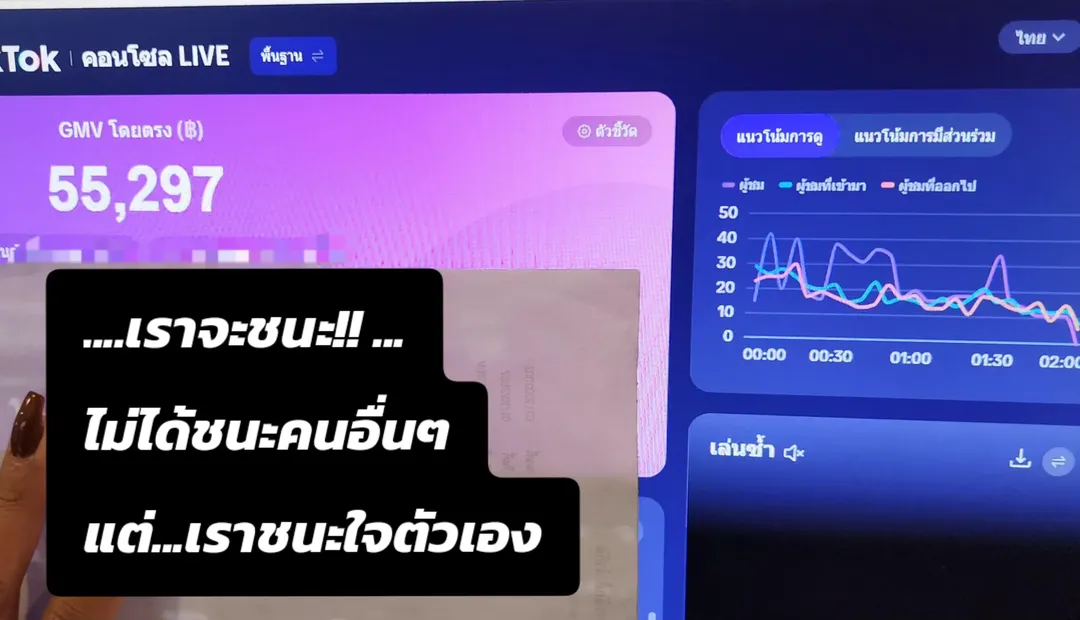 Tok | คอนโซล LIVE
พื้นฐาน
ไทย
GMV โดยตรง (฿)
ตัวชี้วัด
55,297
แนวโน้มการดู
แนวโน้มการมีส่วนร่วม
ผู้ชม
ผู้ชมที่เข้ามา
ผู้ชมที่ออกไป
50
40
30
20
10
0
00:00 00:30 01:00 01:30 02:00
....เราจะชนะ!! ...
ไม่ได้ชนะคนอื่นๆ
แต่...เราชนะใจตัวเอง
เล่นซ้ำ